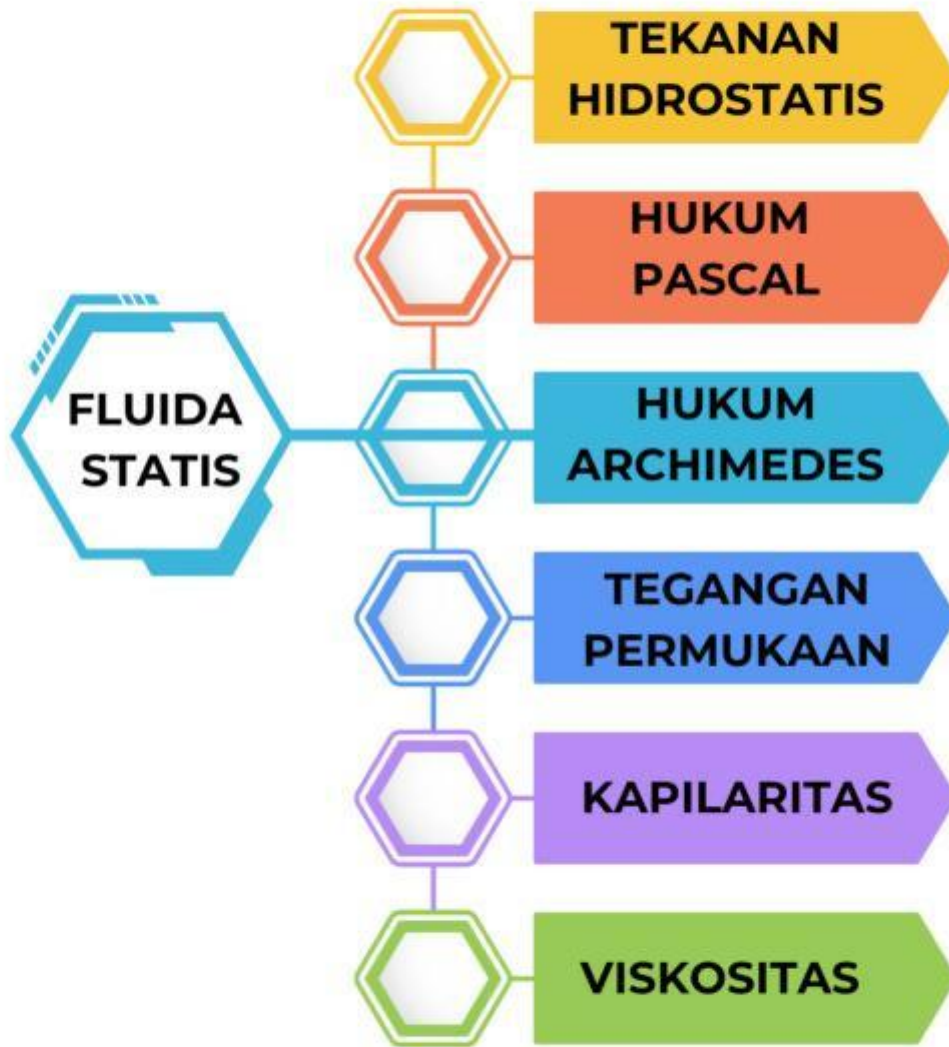 FLUIDA
STATIS
TEKANAN
HIDROSTATIS
HUKUM
PASCAL
HUKUM
ARCHIMEDES
TEGANGAN
PERMUKAAN
KAPILARITAS
VISKOSITAS